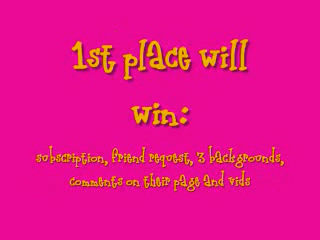 1st place will
win:
subscription, friend request, 3 backgrounds,
comments on their page and vids